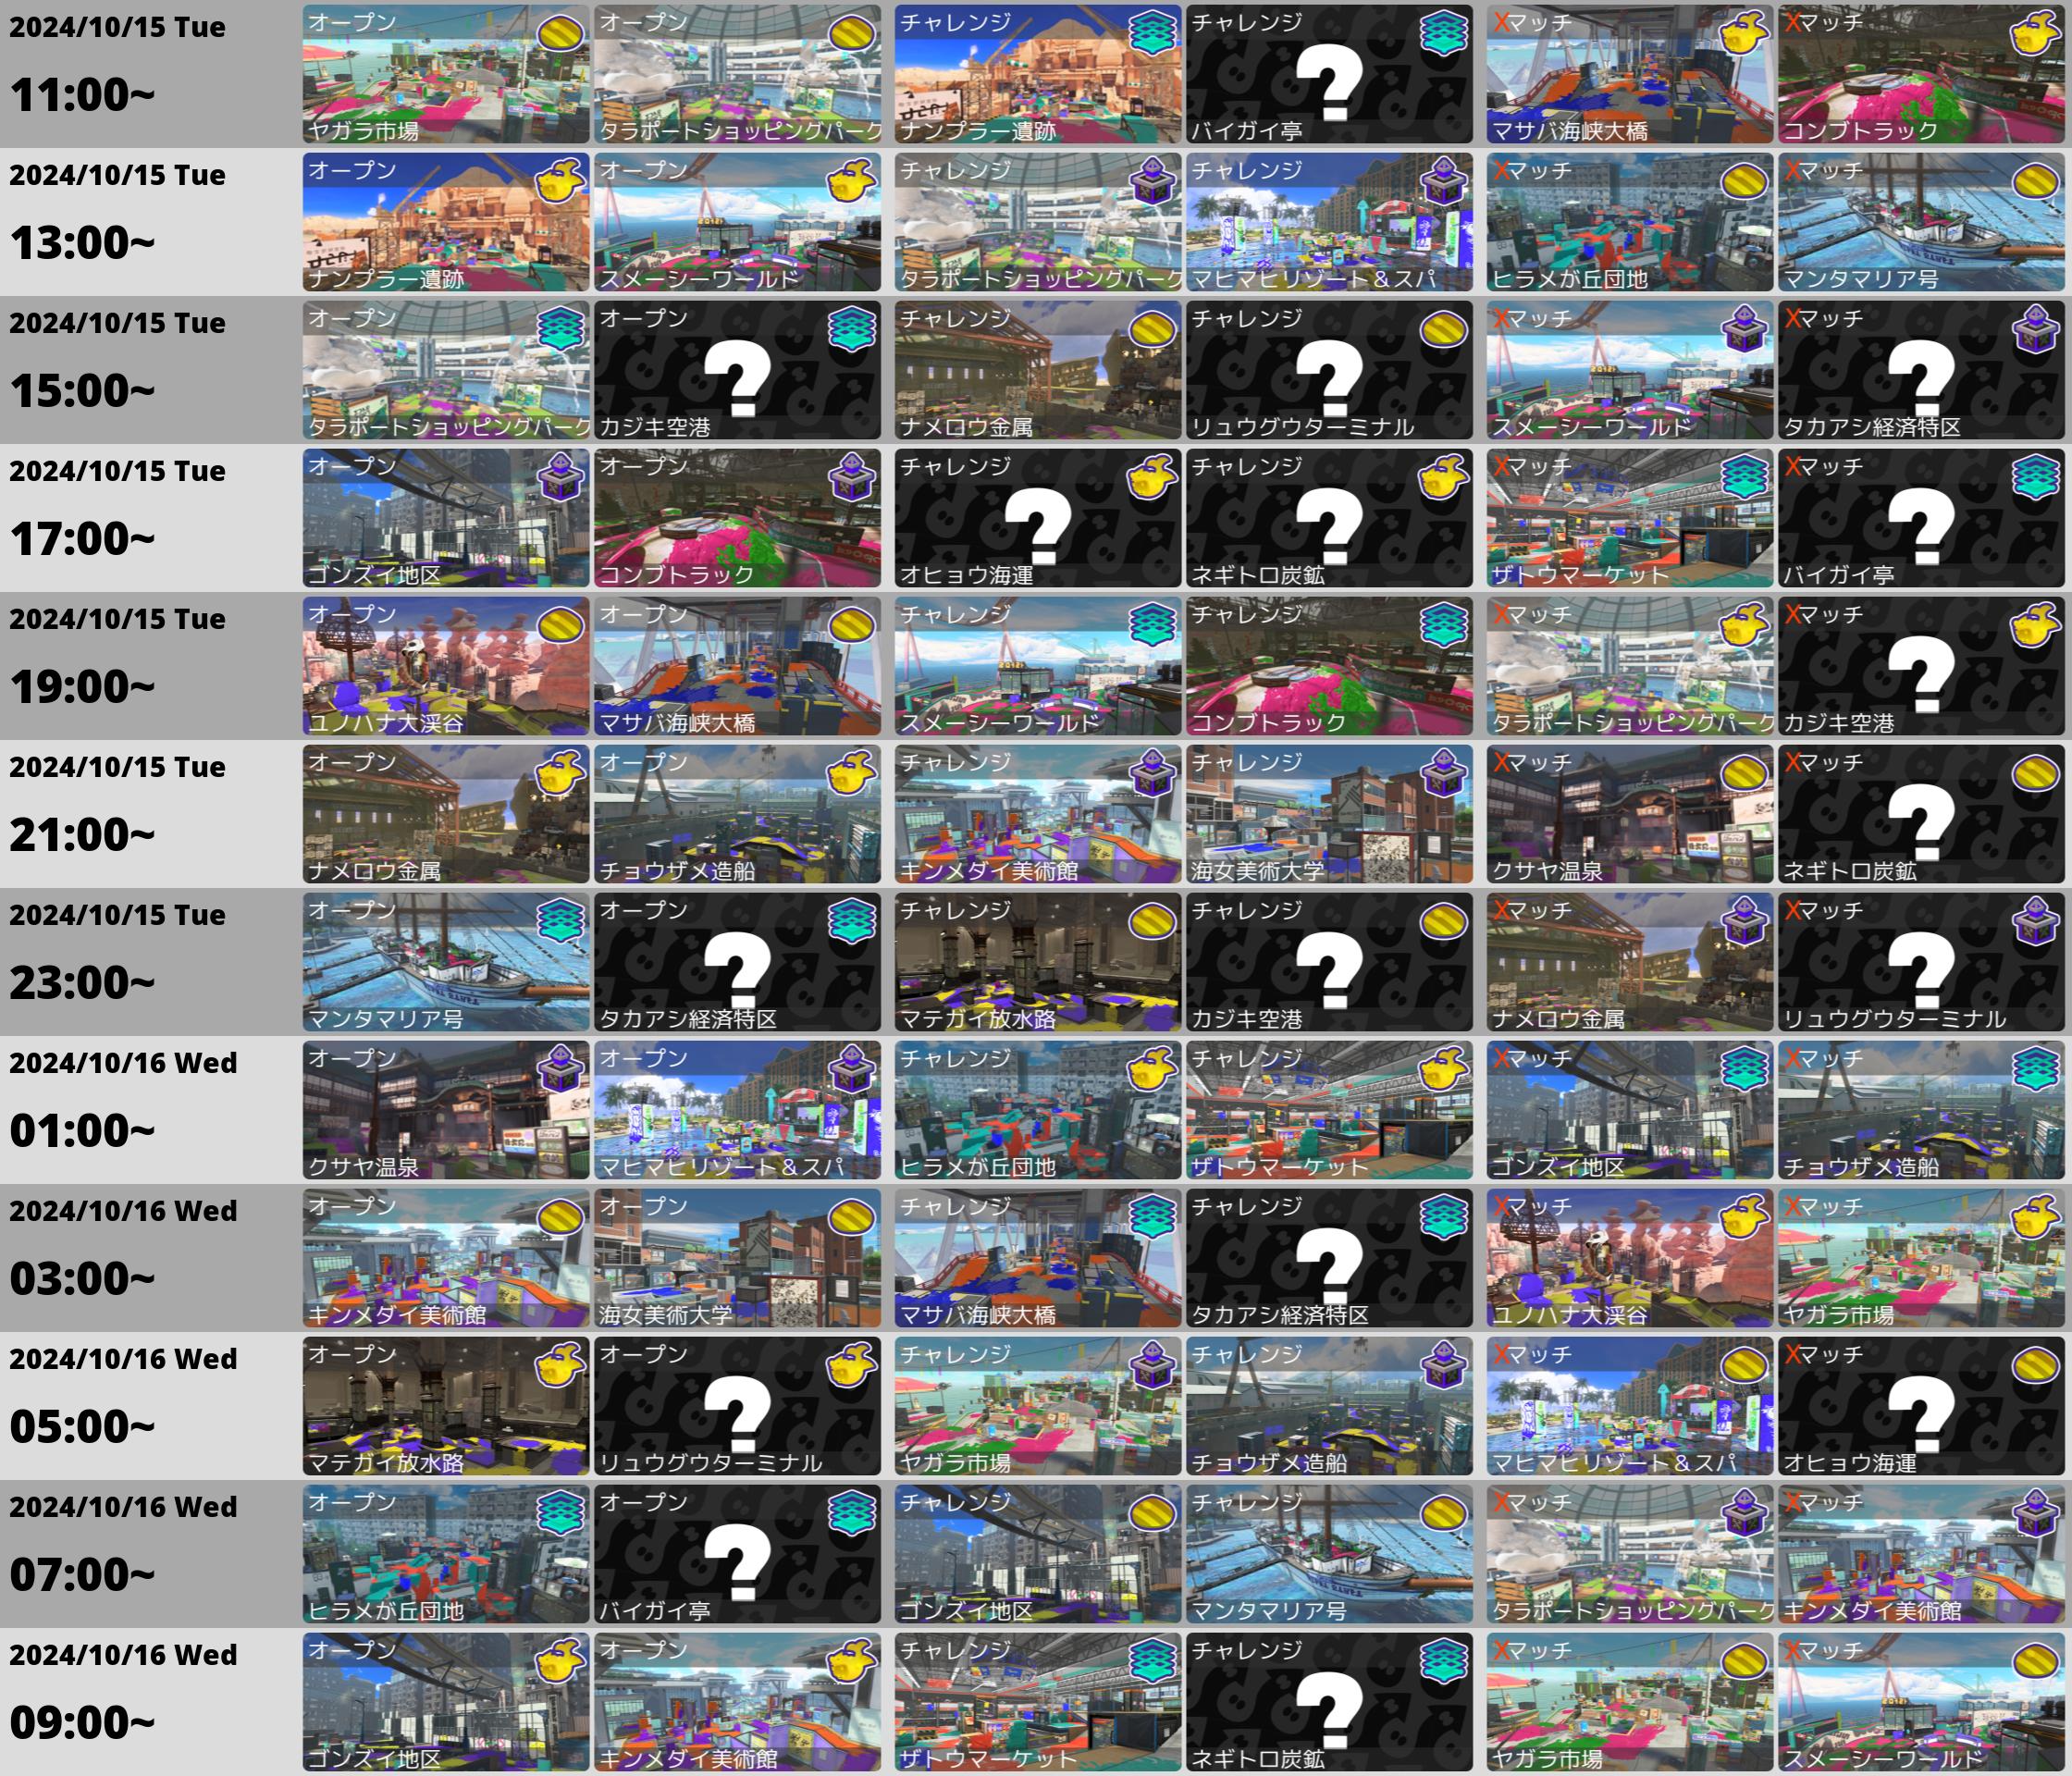 2024/10/15 Tue
11:00~
オープン
ヤガラ市場
オープン
タラポートショッピングパーク
チャレンジ
ナンプラー遺跡
チャレンジ
?
バイガイ亭
Xマッチ
マサバ海峡大橋
Xマッチ
コンブトラック
2024/10/15 Tue
13:00~
オープン
ナンプラー遺跡
オープン
スメーシーワールド
チャレンジ
タラポートショッピングパーク
チャレンジ
マヒマヒリゾート&スパ
Xマッチ
ヒラメが丘団地
Xマッチ
マンタマリア号
2024/10/15 Tue
15:00~
オープン
タラポートショッピングパーク
オープン
?
カジキ空港
チャレンジ
ナメロウ金属
チャレンジ
?
リュウグウターミナル
Xマッチ
スメーシーワールド
Xマッチ
?
タカアシ経済特区
2024/10/15 Tue
17:00~
オープン
ゴンズイ地区
オープン
コンブトラック
チャレンジ
?
オヒョウ海運
チャレンジ
?
ネギトロ炭鉱
Xマッチ
ザトウマーケット
Xマッチ
?
バイガイ亭
2024/10/15 Tue
19:00~
オープン
ユノハナ大渓谷
オープン
マサバ海峡大橋
チャレンジ
スメーシーワールド
チャレンジ
コンブトラック
Xマッチ
タラポートショッピングパーク
Xマッチ
?
カジキ空港
2024/10/15 Tue
21:00~
オープン
ナメロウ金属
オープン
チョウザメ造船
チャレンジ
キンメダイ美術館
チャレンジ
海女美術大学
Xマッチ
クサヤ温泉
Xマッチ
?
ネギトロ炭鉱
2024/10/15 Tue
23:00~
オープン
マンタマリア号
オープン
?
タカアシ経済特区
チャレンジ
マテガイ放水路
チャレンジ
?
カジキ空港
Xマッチ
ナメロウ金属
Xマッチ
?
リュウグウターミナル
2024/10/16 Wed
01:00~
オープン
クサヤ温泉
オープン
マヒマヒリゾート&スパ
チャレンジ
ヒラメが丘団地
チャレンジ
ザトウマーケット
Xマッチ
ゴンズイ地区
Xマッチ
チョウザメ造船
2024/10/16 Wed
03:00~
オープン
キンメダイ美術館
オープン
海女美術大学
チャレンジ
マサバ海峡大橋
チャレンジ
?
タカアシ経済特区
Xマッチ
ユノハナ大渓谷
Xマッチ
ヤガラ市場
2024/10/16 Wed
05:00~
オープン
マテガイ放水路
オープン
?
リュウグウターミナル
チャレンジ
ヤガラ市場
チャレンジ
チョウザメ造船
Xマッチ
マヒマヒリゾート&スパ
Xマッチ
?
オヒョウ海運
2024/10/16 Wed
07:00~
オープン
ヒラメが丘団地
オープン
?
バイガイ亭
チャレンジ
ゴンズイ地区
チャレンジ
マンタマリア号
Xマッチ
タラポートショッピングパーク
Xマッチ
キンメダイ美術館
2024/10/16 Wed
09:00~
オープン
ゴンズイ地区
オープン
キンメダイ美術館
チャレンジ
ザトウマーケット
チャレンジ
?
ネギトロ炭鉱
Xマッチ
ヤガラ市場
Xマッチ
スメーシーワールド